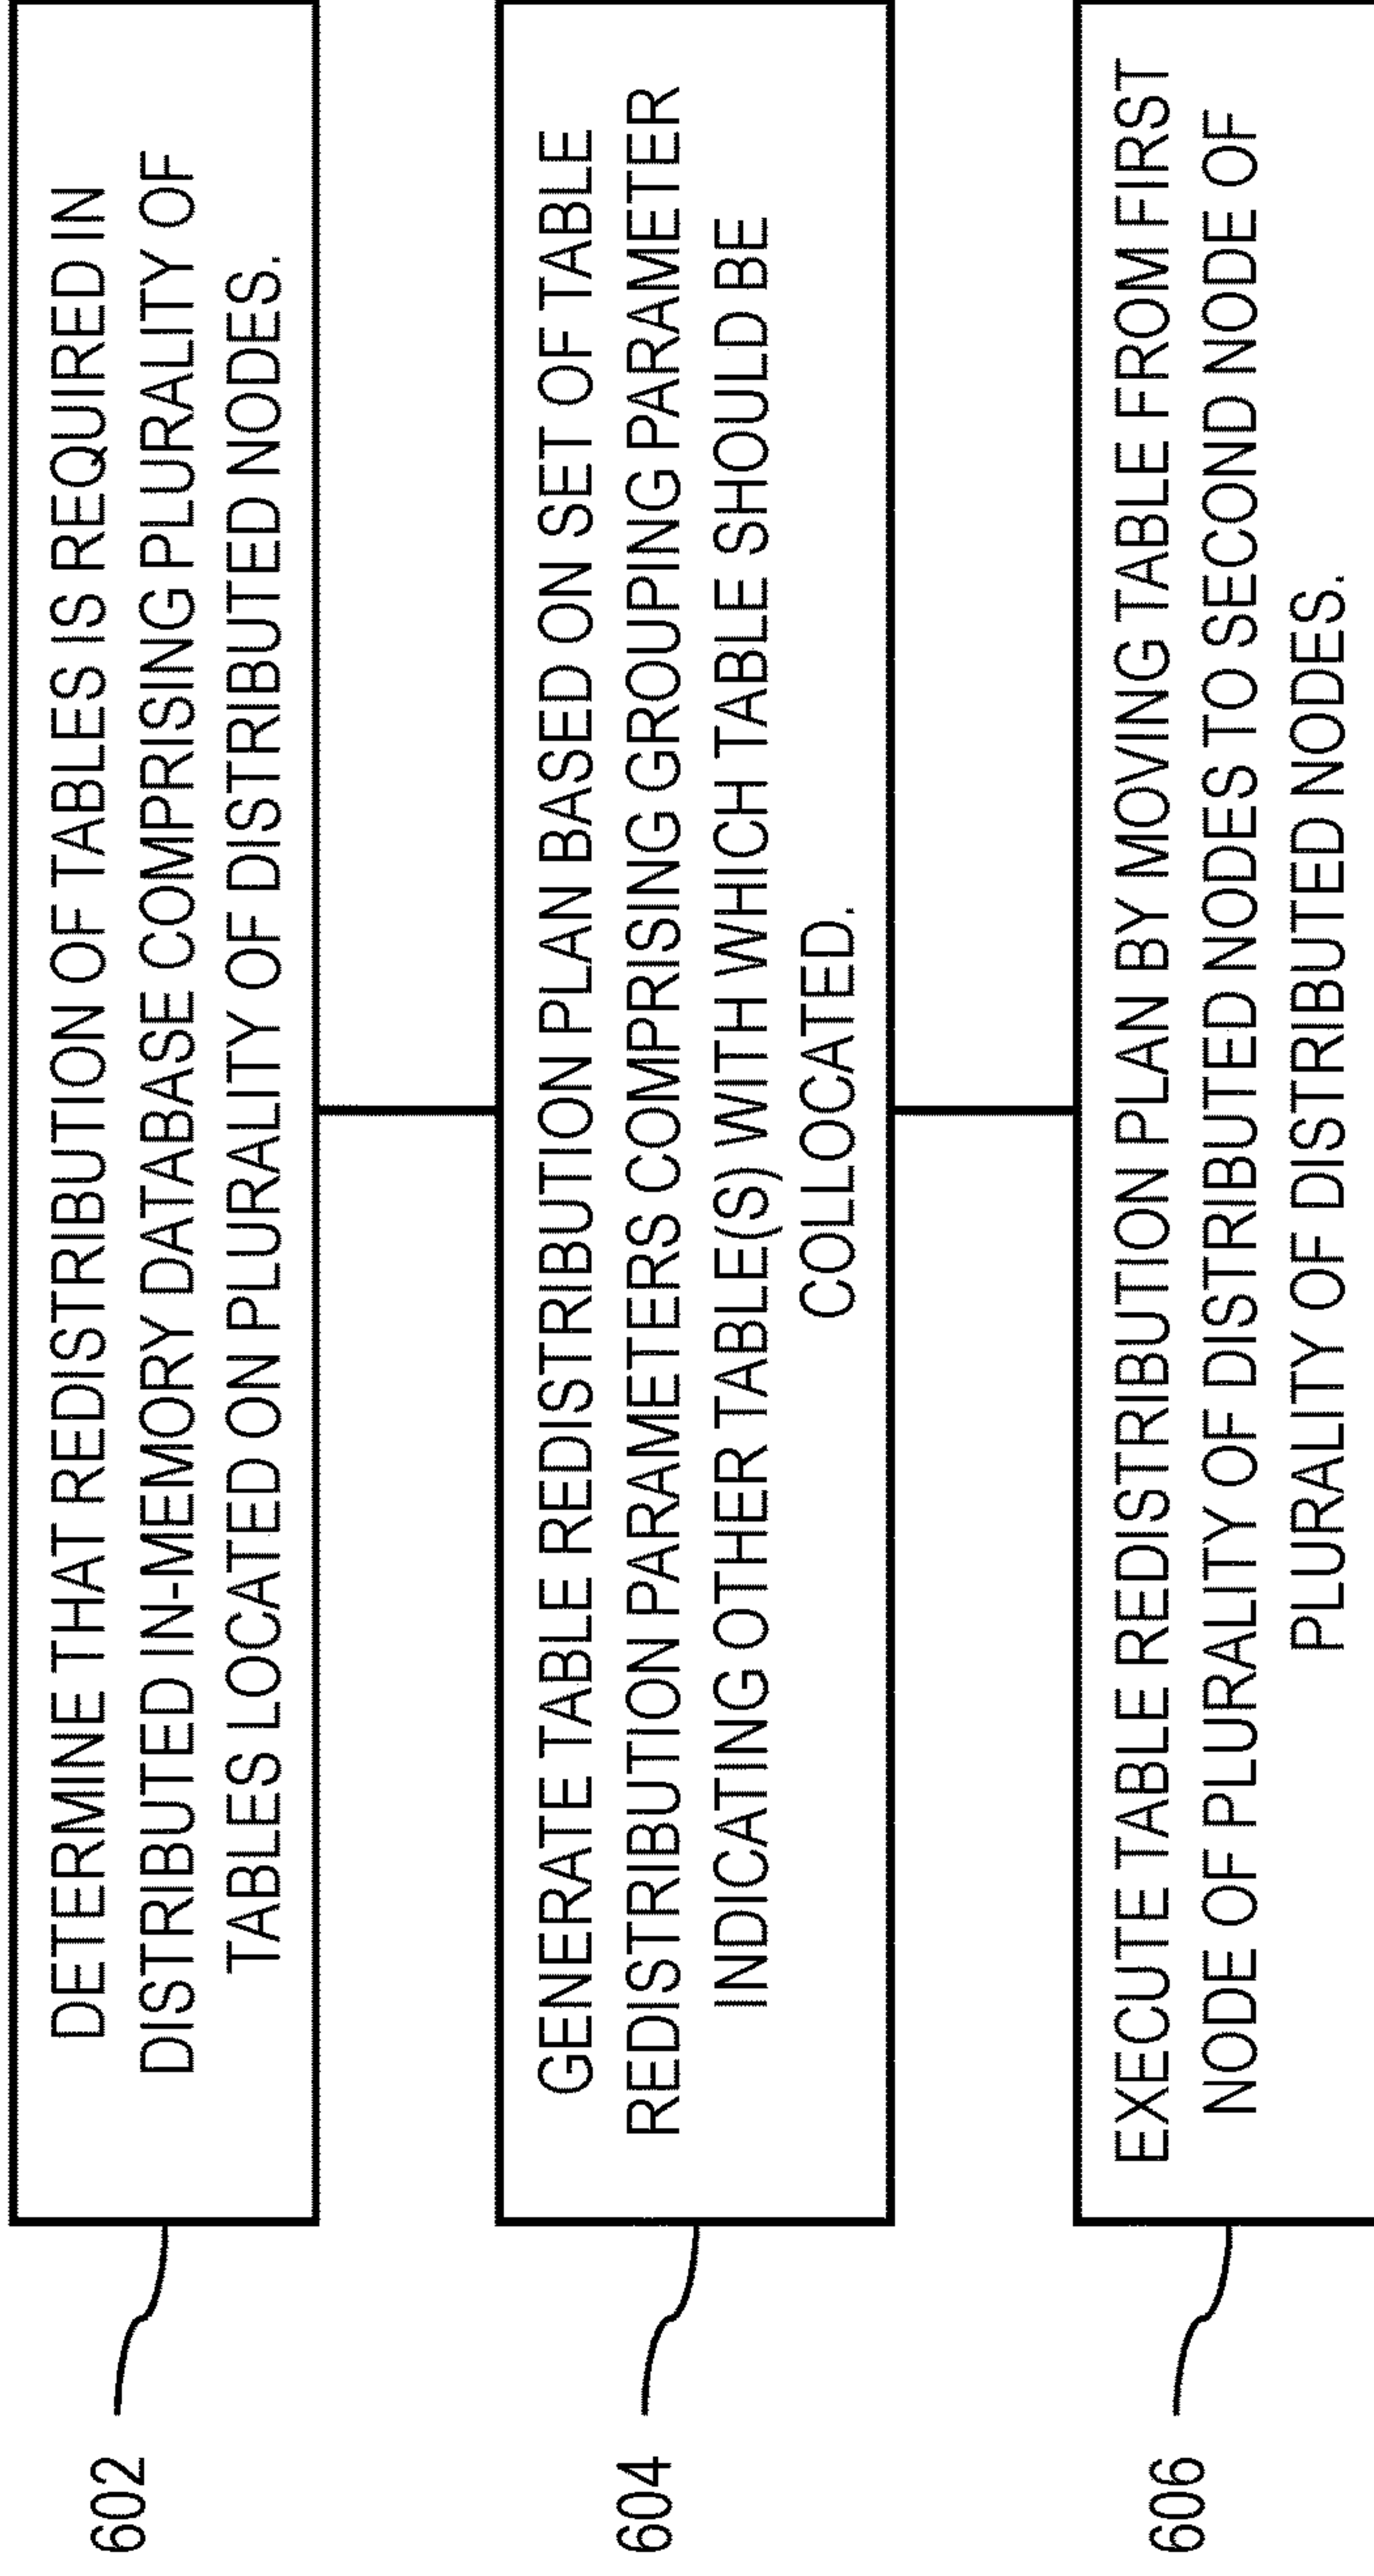 602
DETERMINE THAT REDISTRIBUTION OF TABLES IS REQUIRED IN
DISTRIBUTED IN-MEMORY DATABASE COMPRISING PLURALITY OF
TABLES LOCATED ON PLURALITY OF DISTRIBUTED NODES.
604
GENERATE TABLE REDISTRIBUTION PLAN BASED ON SET OF TABLE
REDISTRIBUTION PARAMETERS COMPRISING GROUPING PARAMETER
INDICATING OTHER TABLE(S) WITH WHICH TABLE SHOULD BE
COLLOCATED.
606
EXECUTE TABLE REDISTRIBUTION PLAN BY MOVING TABLE FROM FIRST
NODE OF PLURALITY OF DISTRIBUTED NODES TO SECOND NODE OF
PLURALITY OF DISTRIBUTED NODES.